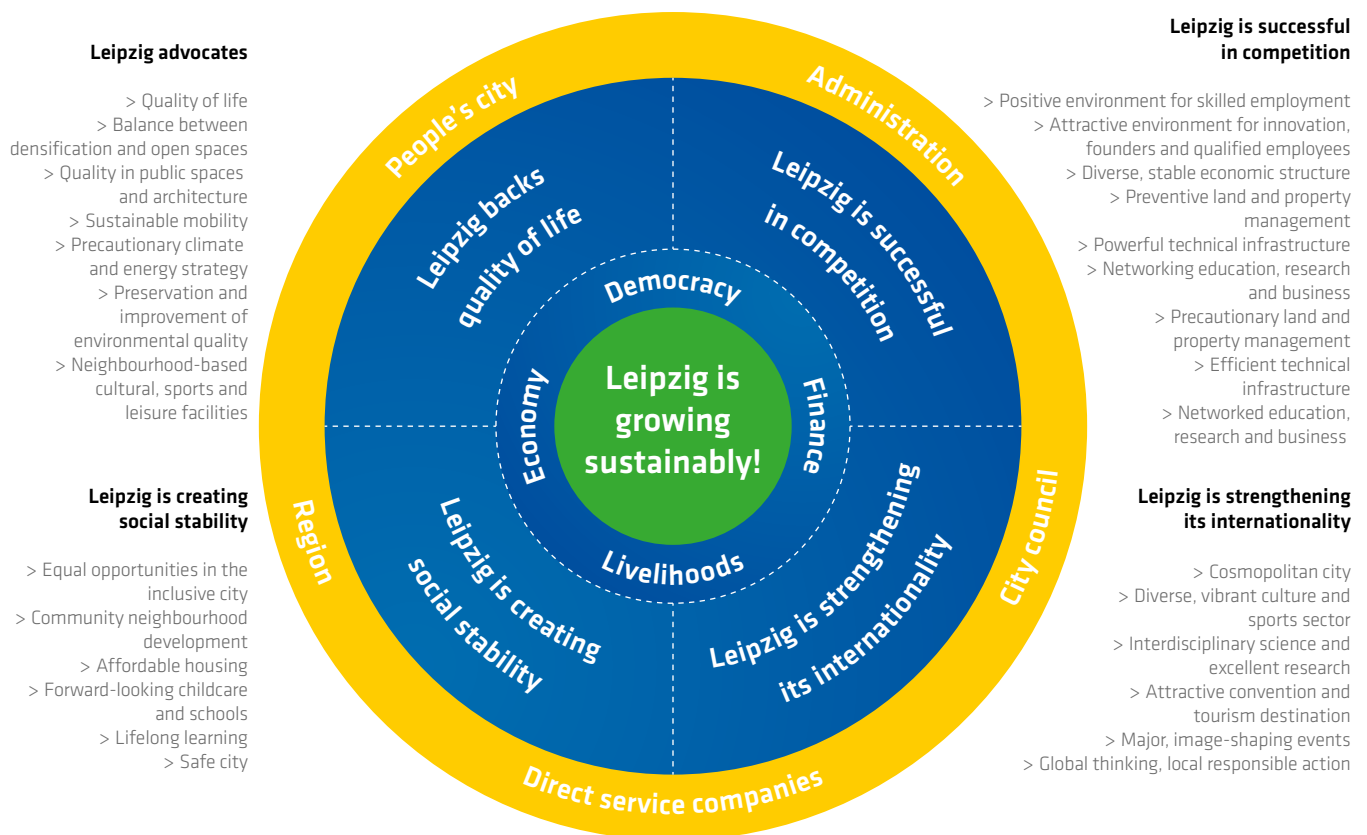 Leipzig advocates
> Quality of life
> Balance between
densification and open spaces
> Quality in public spaces
and architecture
> Sustainable mobility
> Precautionary climate
and energy strategy
> Preservation and
improvement of
environmental quality
> Neighbourhood-based
cultural, sports and
leisure facilities
Leipzig is creating
social stability
> Equal opportunities in the
inclusive city
> Community neighbourhood
development
> Affordable housing
> Forward-looking childcare
and schools
> Lifelong learning
> Safe city
People's city
Administration
City council
Direct service companies
Region
Leipzig backs
quality of life
Leipzig is successful
in competition
Leipzig is strengthening
its internationality
Leipzig is creating
social stability
Democracy
Finance
Livelihoods
Economy
Leipzig is
growing
sustainably!
Leipzig is successful
in competition
> Positive environment for skilled employment
> Attractive environment for innovation,
founders and qualified employees
> Diverse, stable economic structure
> Preventive land and property
management
> Powerful technical infrastructure
> Networking education, research
and business
> Precautionary land and
property management
> Efficient technical
infrastructure
> Networked education,
research and business
Leipzig is strengthening
its internationality
> Cosmopolitan city
> Diverse, vibrant culture and
sports sector
> Interdisciplinary science and
excellent research
> Attractive convention and
tourism destination
> Major, image-shaping events
> Global thinking, local responsible action